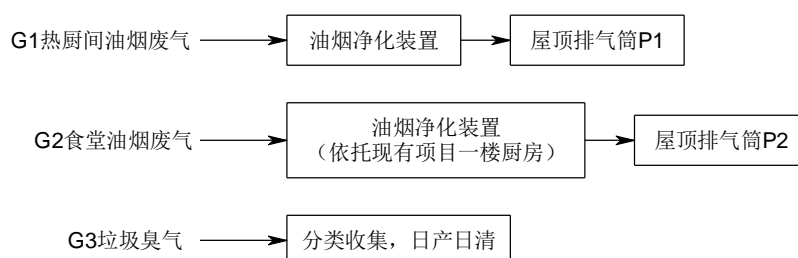 G1热厨间油烟废气
油烟净化装置
屋顶排气筒P1
G2食堂油烟废气
油烟净化装置
（依托现有项目一楼厨房）
屋顶排气筒P2
G3垃圾臭气
分类收集，日产日清